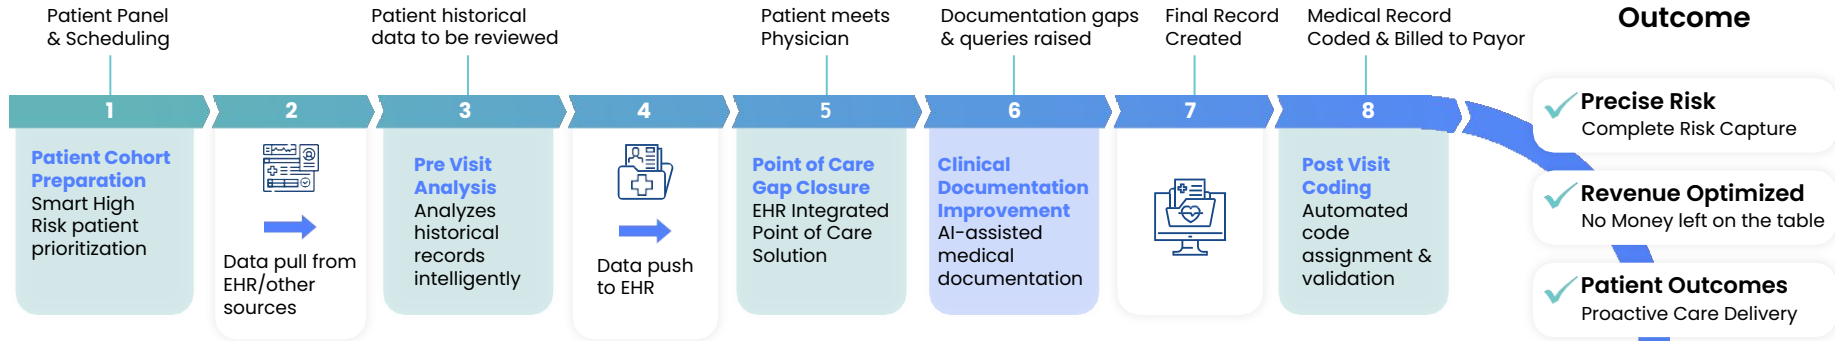 Patient Panel
& Scheduling
Patient historical
data to be reviewed
Patient meets
Physician
Documentation gaps
& queries raised
Final Record
Created
Medical Record
Coded & Billed to Payor
Outcome
1
2
3
4
5
6
7
8
Patient Cohort
Preparation
Smart High
Risk patient
prioritization
Data pull from
EHR/other
sources
Pre Visit
Analysis
Analyzes
historical
records
intelligently
Data push
to EHR
Point of Care
Gap Closure
EHR Integrated
Point of Care
Solution
Clinical
Documentation
Improvement
AI-assisted
medical
documentation
Post Visit
Coding
Automated
code
assignment &
validation
Precise Risk
Complete Risk Capture
Revenue Optimized
No Money left on the table
Patient Outcomes
Proactive Care Delivery